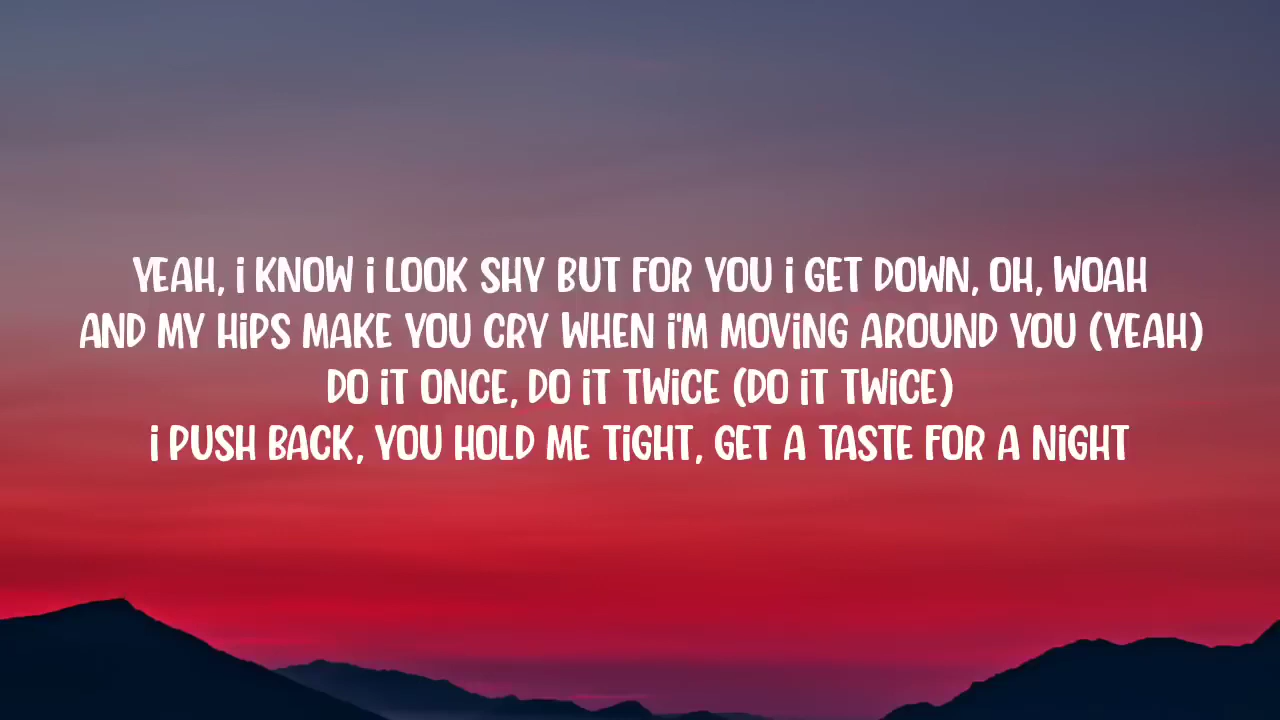 YEAH, i KNOW i LOOK SHY BUT FOR YOU i GET DOWN, OH, WOAH
AND MY HiPS MAKE YOU CRY WHEN i'M MOViNG AROUND YOU (YEAH)
DO iT ONCE, DO iT TWiCE (DO iT TWiCE)
i PUSH BACK, YOU HOLD ME TiGHT, GET A TASTE FOR A NiGHT